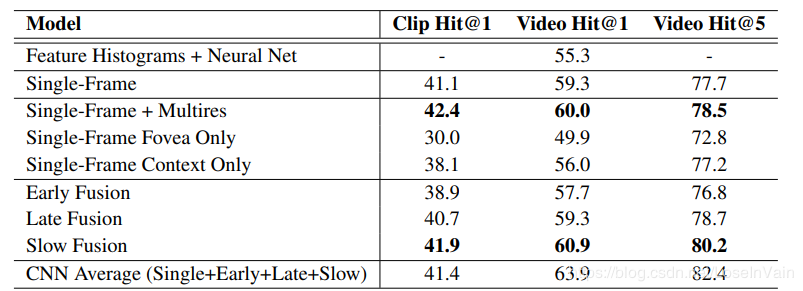 Model Clip Hit@1 Video Hit@1 Video Hit@5
Feature Histograms + Neural Net - 55.3 -
Single-Frame 41.1 59.3 77.7
Single-Frame + Multires 42.4 60.0 78.5
Single-Frame Fovea Only 30.0 49.9 72.8
Single-Frame Context Only 38.1 56.0 77.2
Early Fusion 38.9 57.7 76.8
Late Fusion 40.7 59.3 78.7
Slow Fusion 41.9 60.9 80.2
CNN Average (Single+Early+Late+Slow) 41.4 63.9 82.4